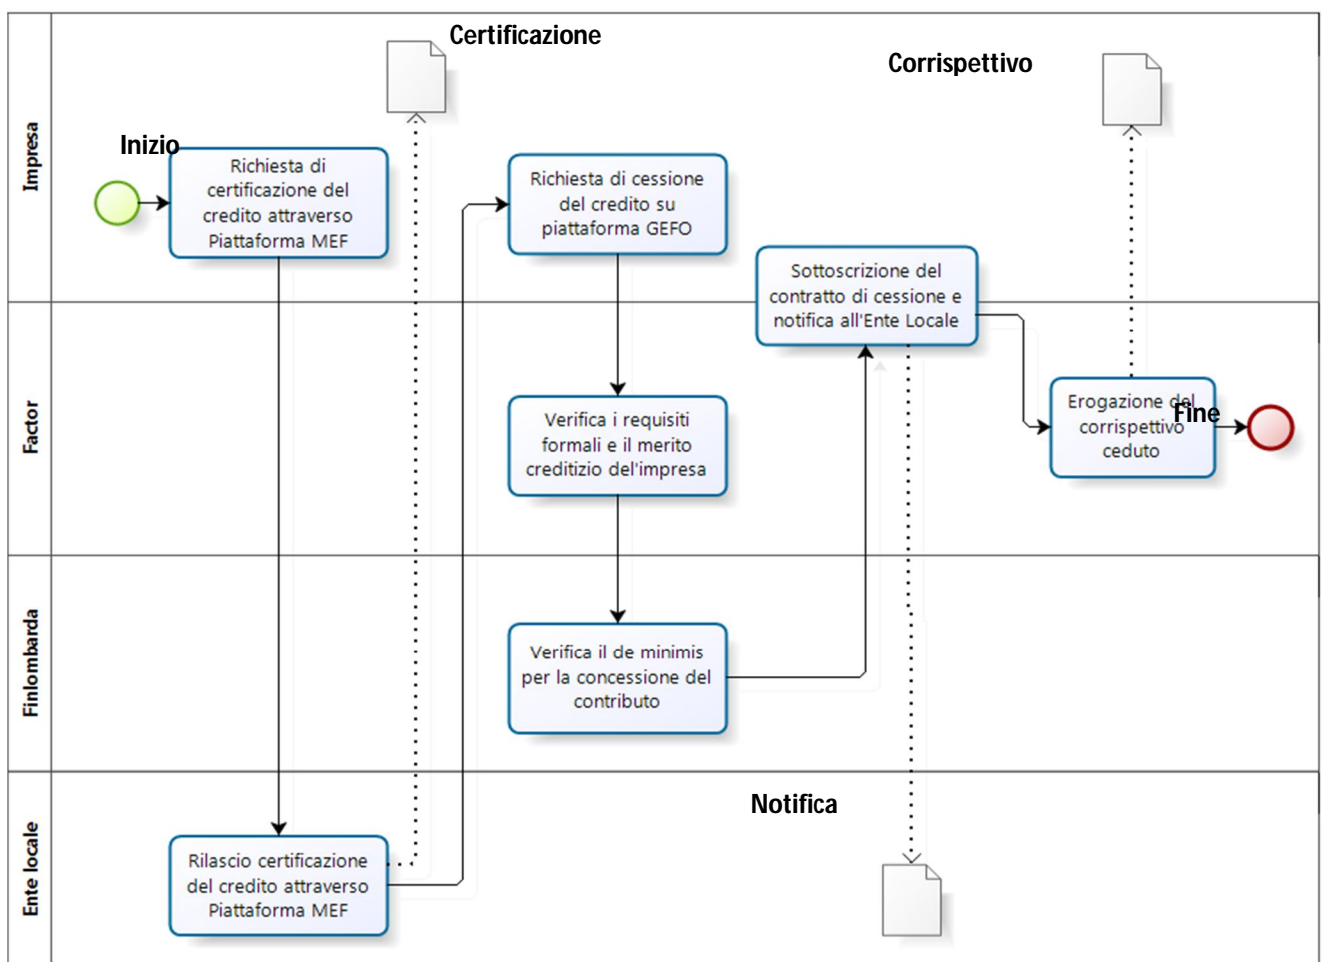 Certificazione
Corrispettivo
Impresa
Inizio
Richiesta di
certificazione del
credito attraverso
Piattaforma MEF
Richiesta di cessione
del credito su
piattaforma GEFO
Sottoscrizione del
contratto di cessione e
notifica all'Ente Locale
Factor
Verifica i requisiti
formali e il merito
creditizio del'impresa
Erogazione del
corrispettivo
ceduto
Fine
Finlombarda
Verifica il de minimis
per la concessione del
contributo
Notifica
Ente locale
Rilascio certificazione
del credito attraverso
Piattaforma MEF